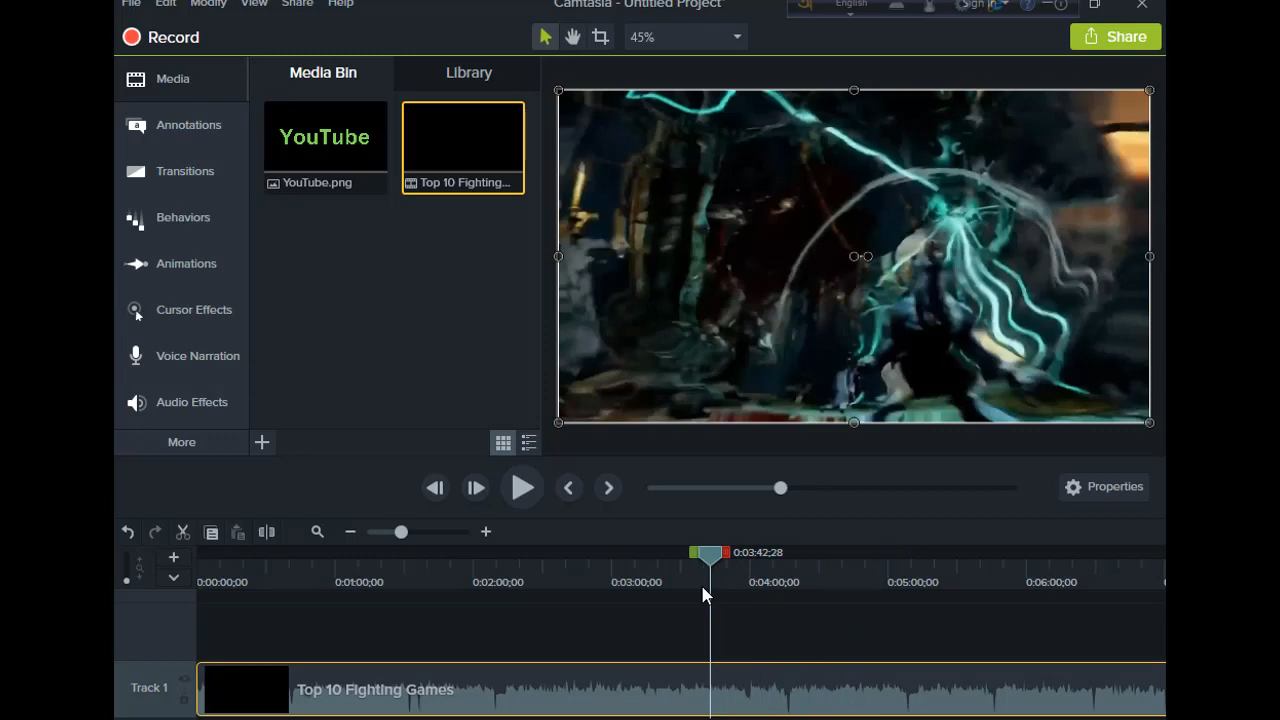 File Edit Modify View Share Help
Camtasia - Untitled Project*
English
Sign in
Record
45%
Share
Media
Media Bin
Library
Annotations
YouTube
YouTube.png
Top 10 Fighting...
Transitions
Behaviors
Animations
Cursor Effects
Voice Narration
Audio Effects
More
Properties
0:03:42;28
0:00:00;00 0:01:00;00 0:02:00;00 0:03:00;00 0:04:00;00 0:05:00;00 0:06:00;00
Track 1
Top 10 Fighting Games